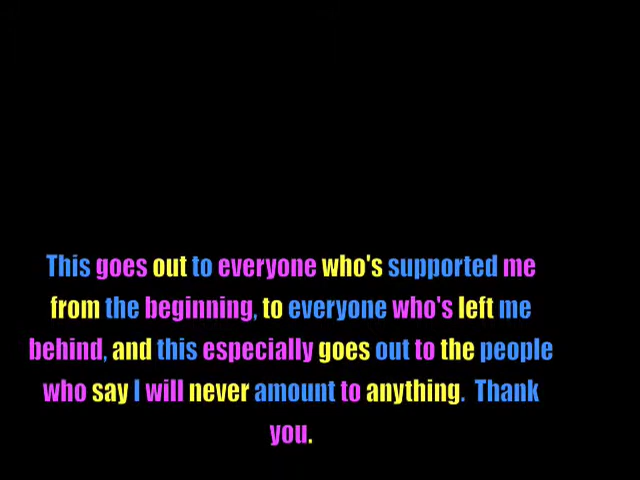 This goes out to everyone who's supported me
from the beginning, to everyone who's left me
behind, and this especially goes out to the people
who say I will never amount to anything.  Thank
you.